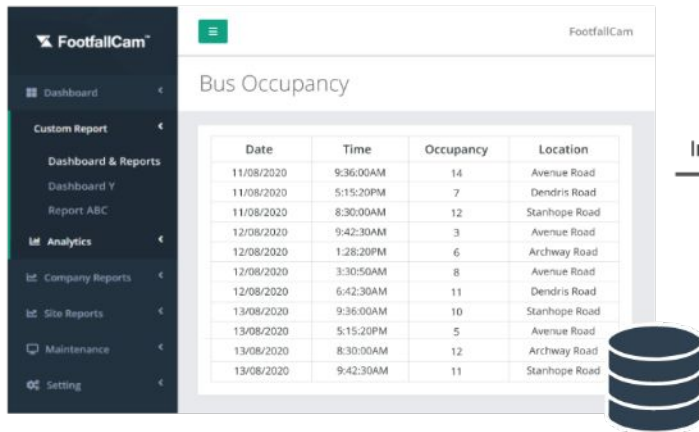 FootfallCam™
FootfallCam
Dashboard
Custom Report
Dashboard & Reports
Dashboard Y
Report ABC
Analytics
Company Reports
Site Reports
Maintenance
Setting
Bus Occupancy
Date Time Occupancy Location
11/08/2020 9:36:00AM 14 Avenue Road
11/08/2020 5:15:20PM 7 Dendris Road
11/08/2020 8:30:00AM 12 Stanhope Road
12/08/2020 9:42:30AM 3 Avenue Road
12/08/2020 1:28:20PM 6 Archway Road
12/08/2020 3:30:50AM 8 Avenue Road
12/08/2020 6:42:30AM 11 Dendris Road
13/08/2020 9:36:00AM 10 Stanhope Road
13/08/2020 5:15:20PM 5 Avenue Road
13/08/2020 8:30:00AM 12 Archway Road
13/08/2020 9:42:30AM 11 Stanhope Road